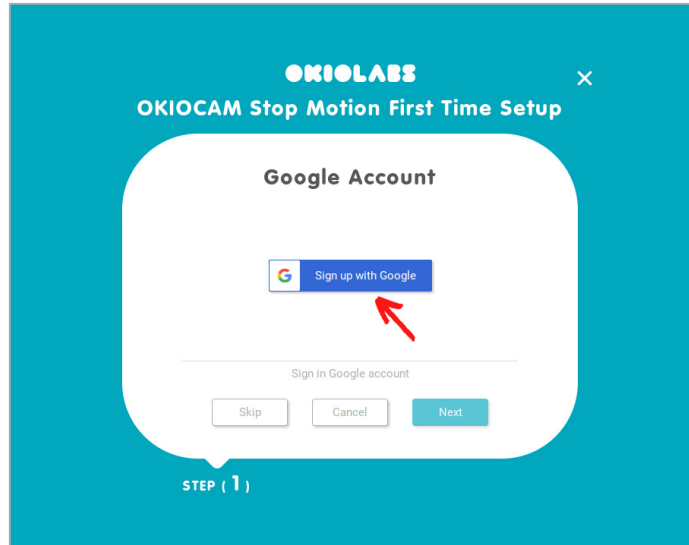 OKIOLABS
OKIOCAM Stop Motion First Time Setup
Google Account
G Sign up with Google
Sign in Google account
Skip Cancel Next
STEP ( 1 )